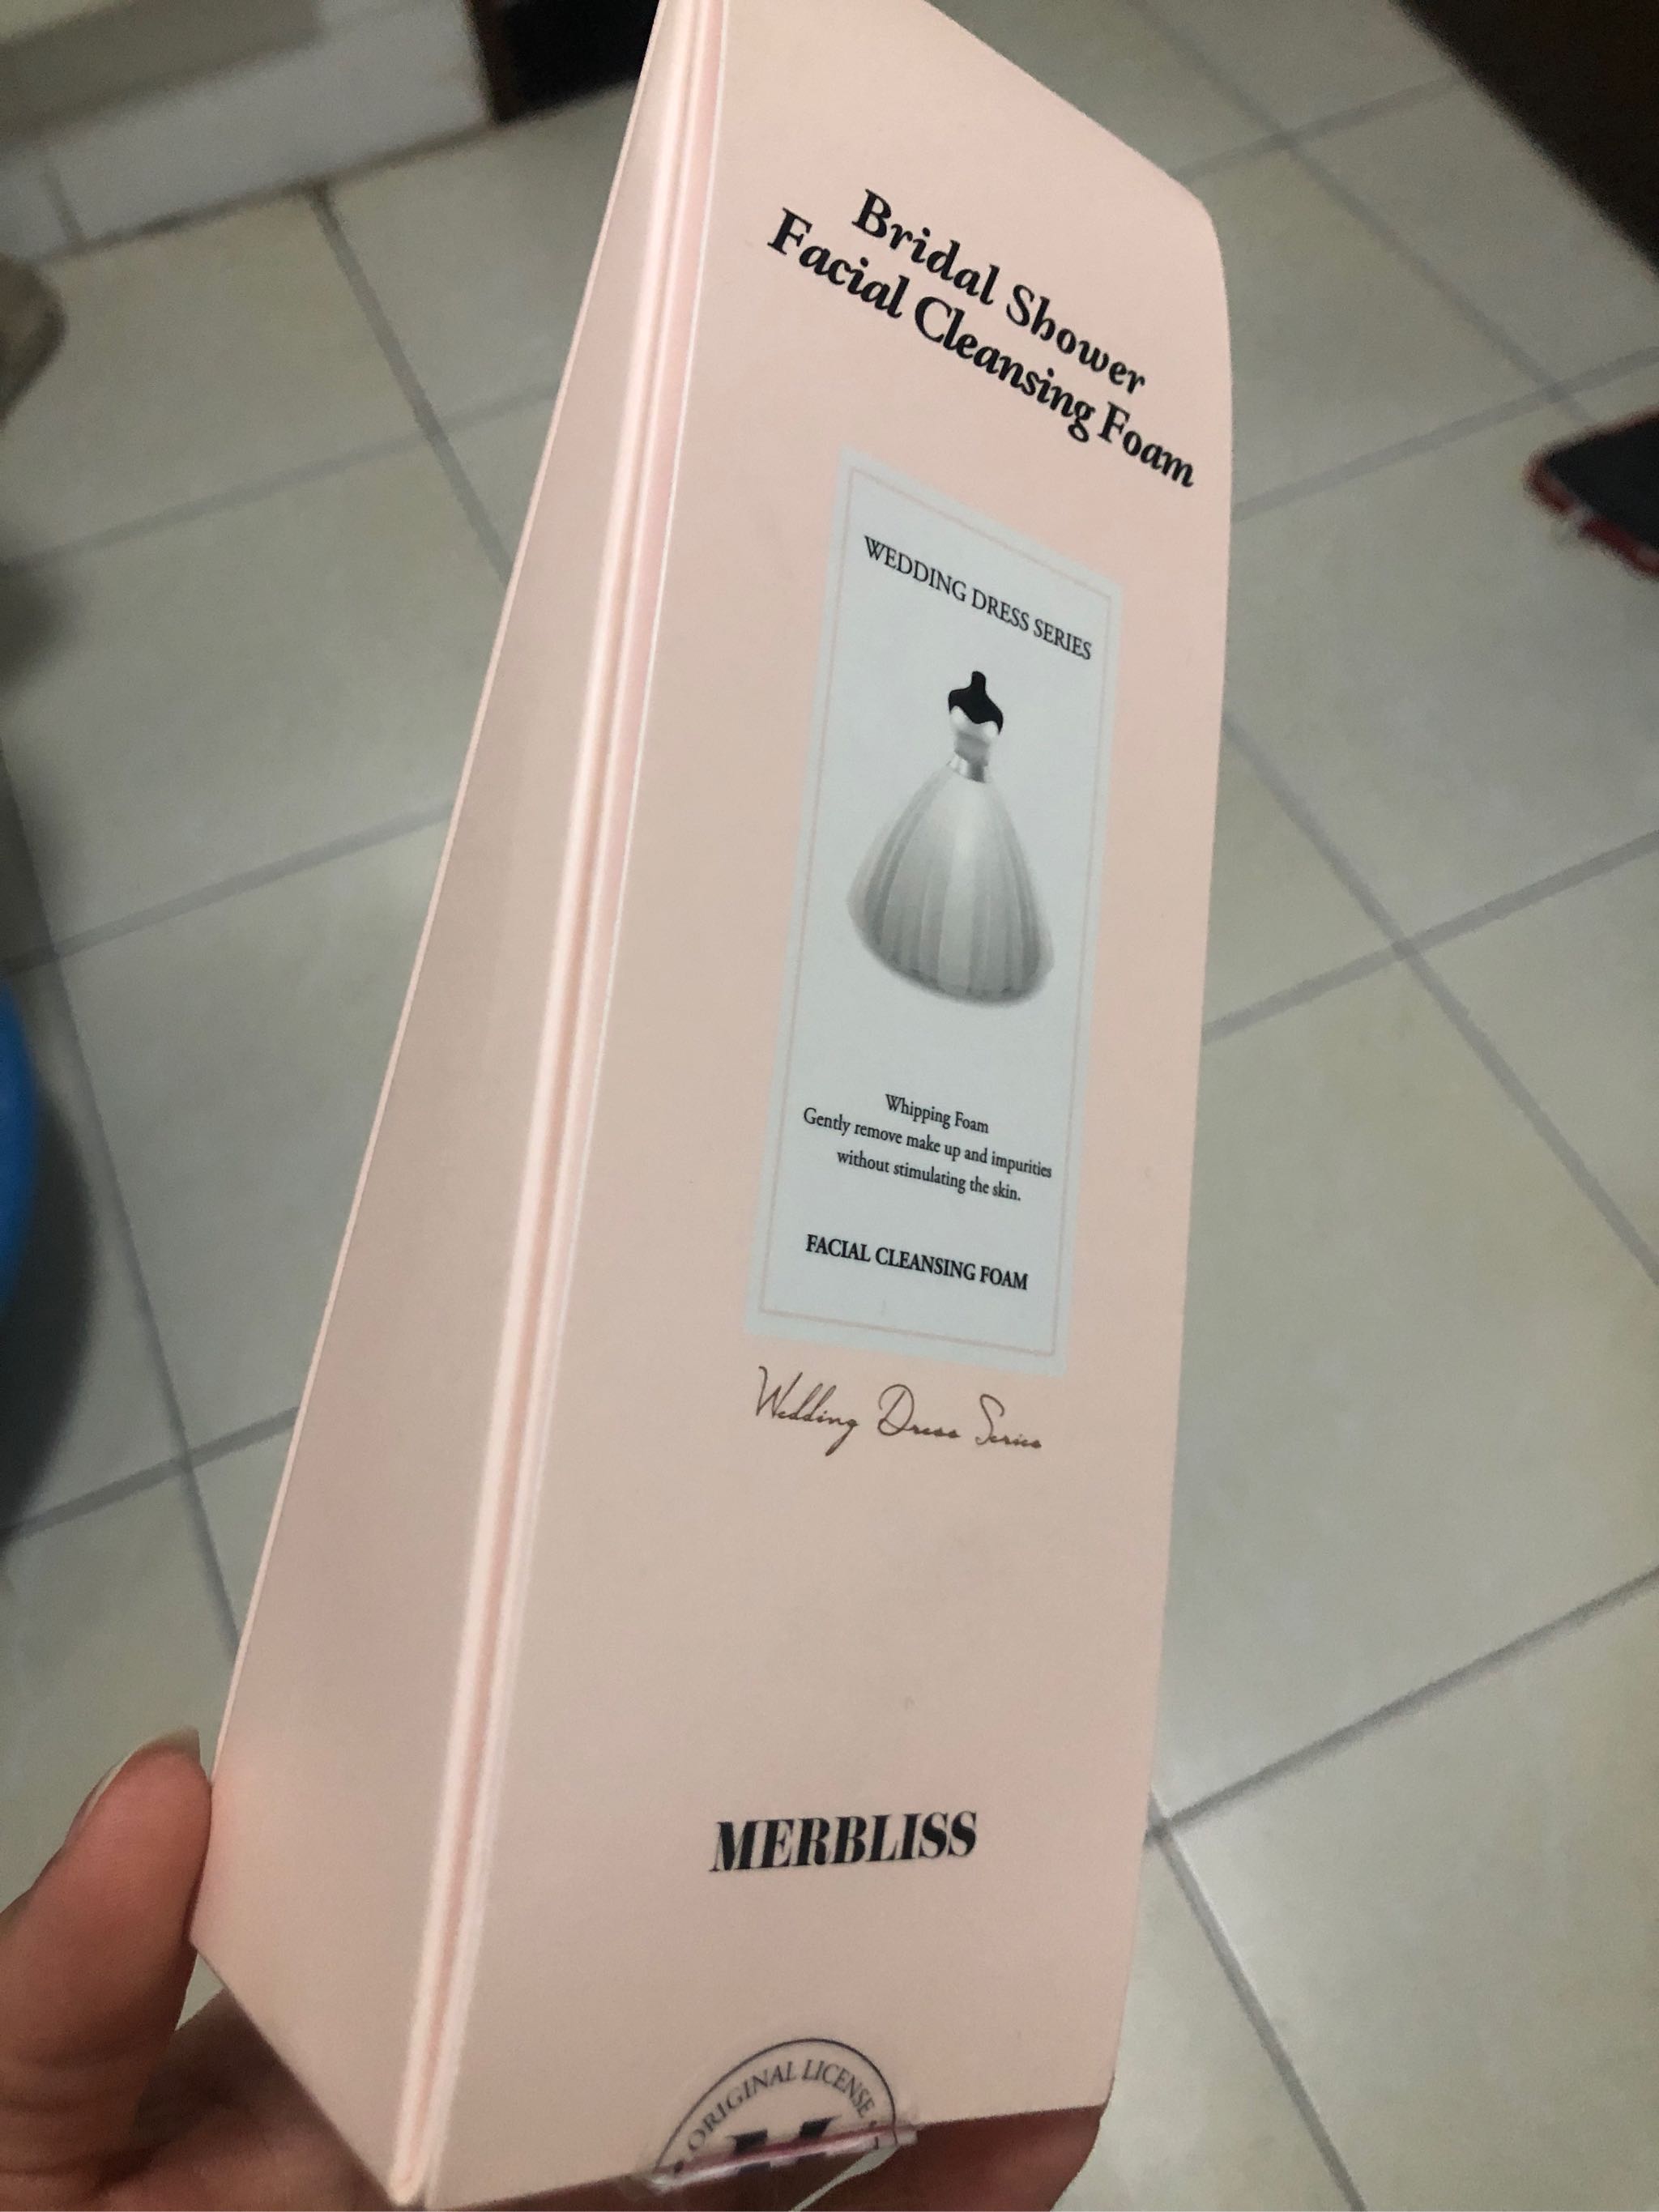 Bridal Shower
Facial Cleansing Foam
WEDDING DRESS SERIES
Whipping Foam
Gently remove make up and impurities
without stimulating the skin.
FACIAL CLEANSING FOAM
Wedding Dress Series
MERBLISS
ORIGINAL LICENSE